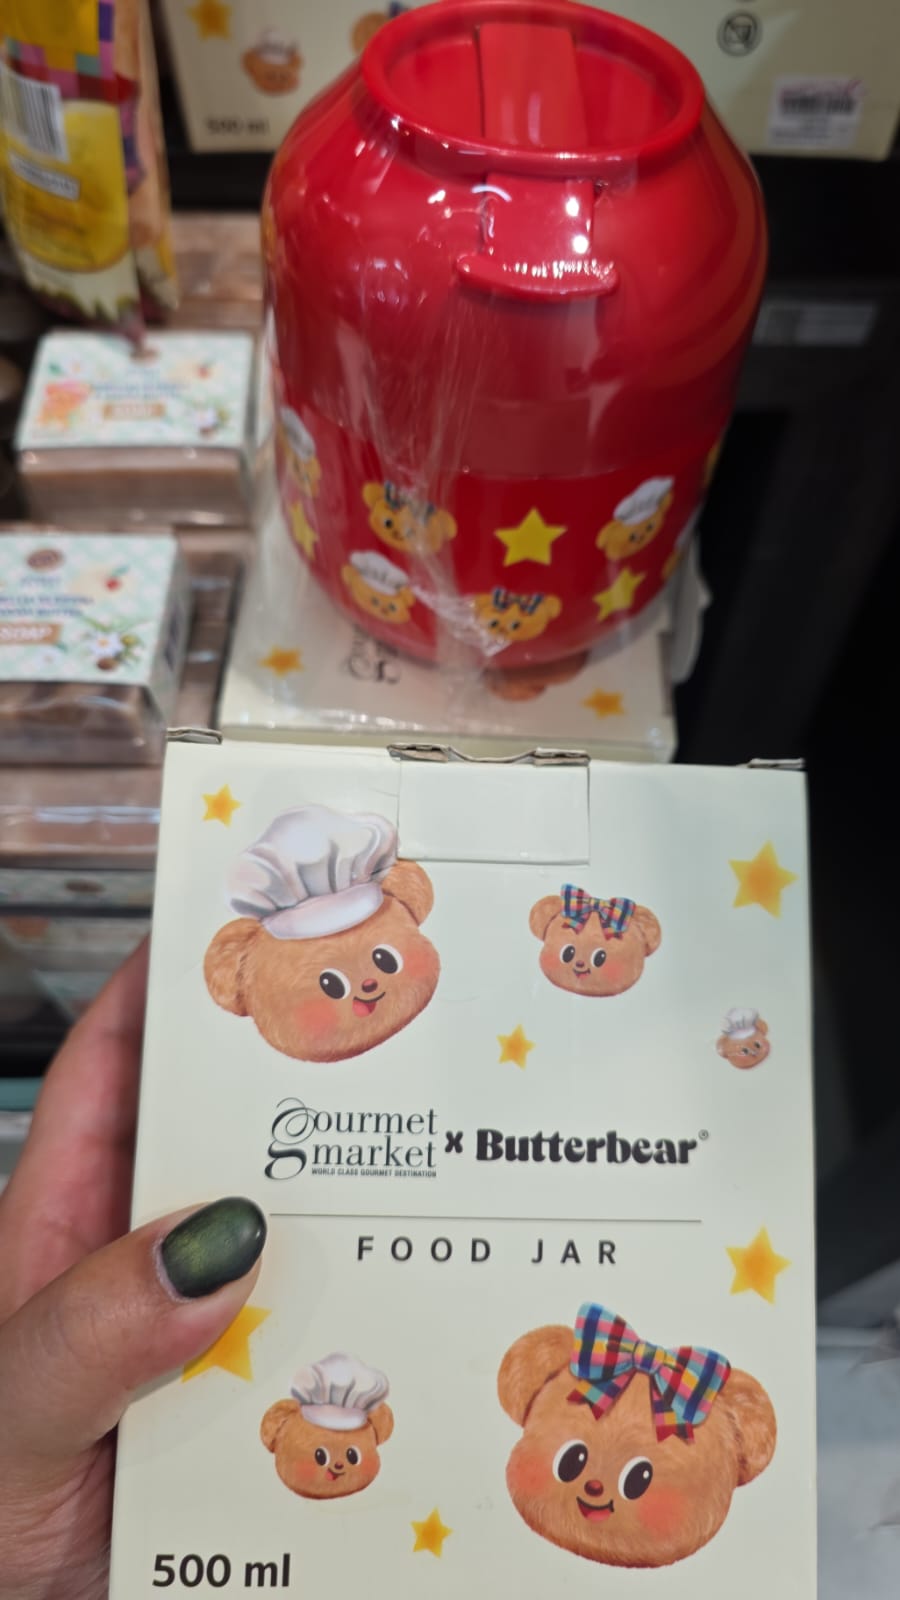 500 ml
SOAP
SOAP
Gourmet
market x Butterbear®
WORLD CLASS GOURMET DESTINATION
FOOD JAR
500 ml